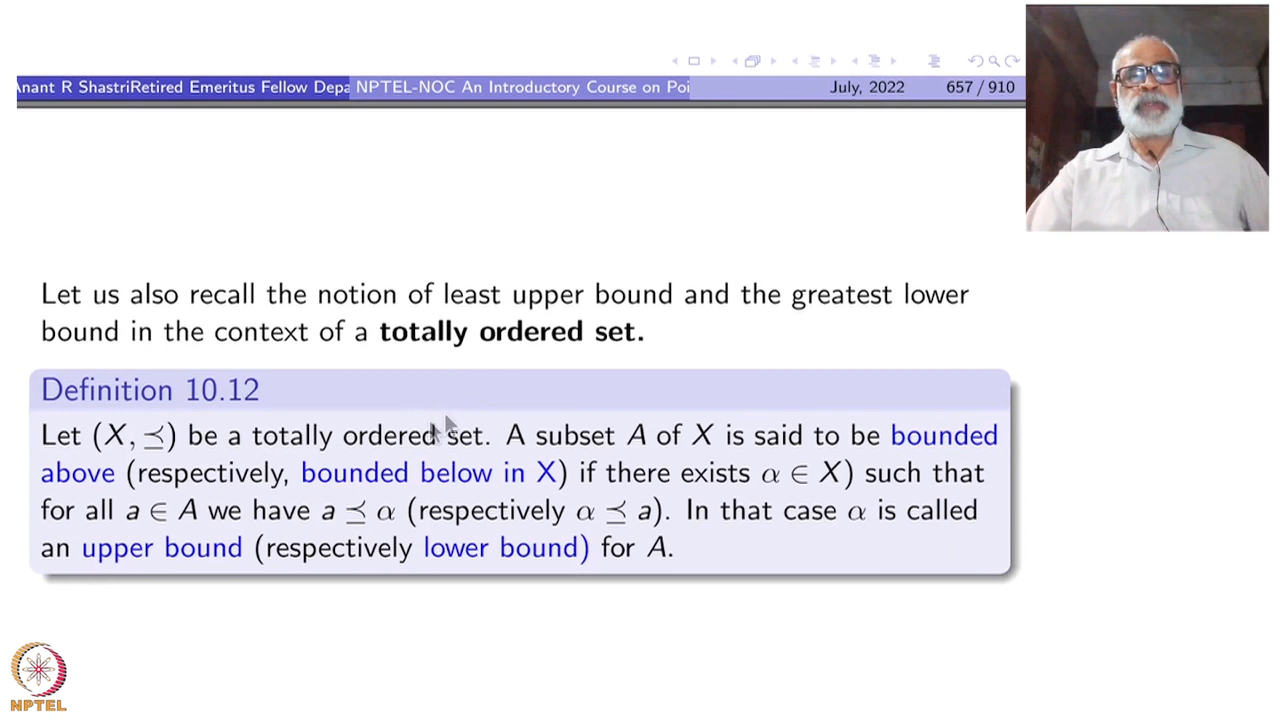 Anant R ShastriRetired Emeritus Fellow Depa NPTEL-NOC An Introductory Course on Poi July, 2022 657 / 910
Let us also recall the notion of least upper bound and the greatest lower
bound in the context of a totally ordered set.
Definition 10.12
Let (X, ⪯) be a totally ordered set. A subset A of X is said to be bounded
above (respectively, bounded below in X) if there exists α ∈ X) such that
for all a ∈ A we have a ⪯ α (respectively α ⪯ a). In that case α is called
an upper bound (respectively lower bound) for A.
NPTEL